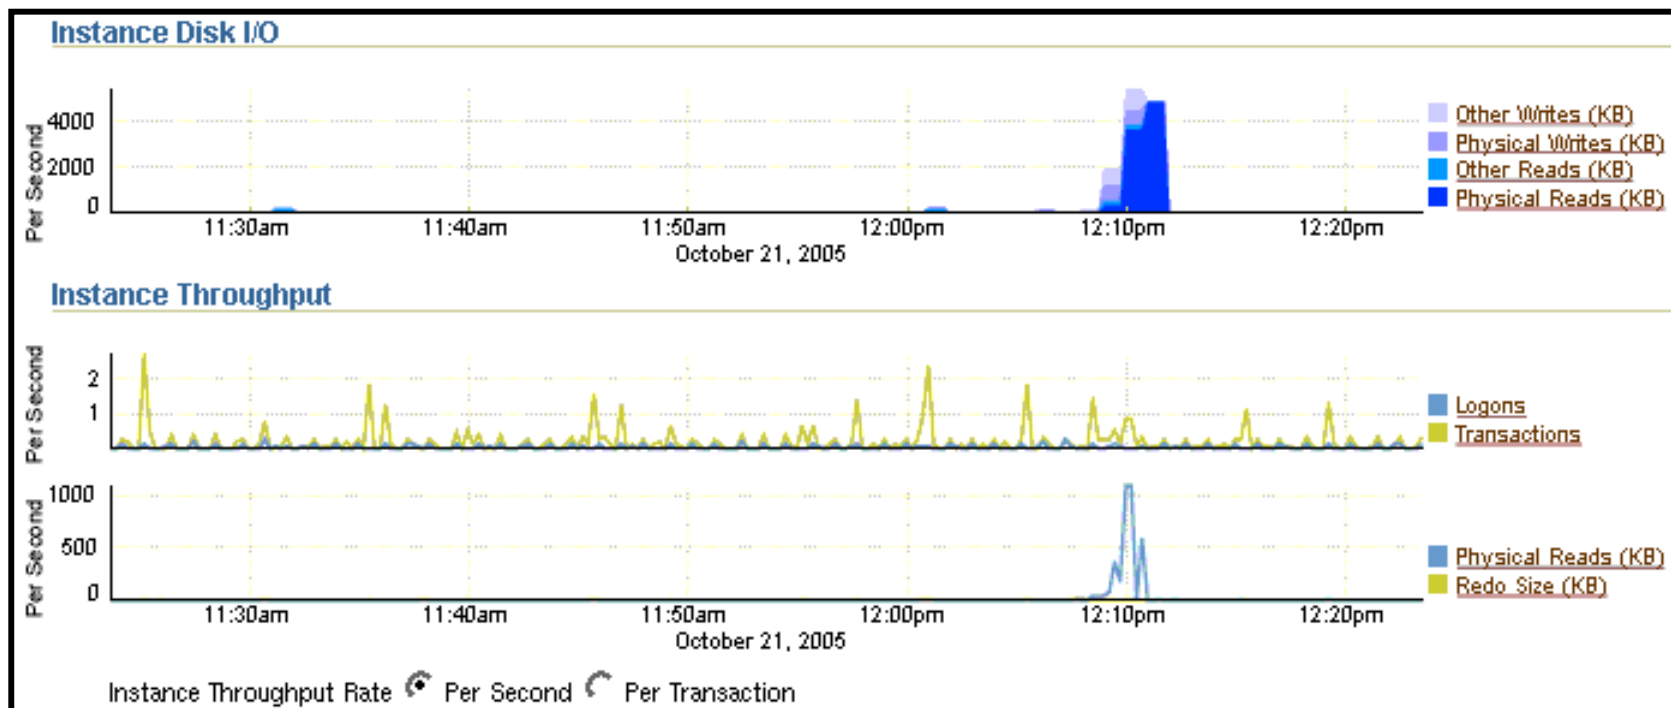 Instance Disk I/O
Per Second
4000
2000
0
Other Writes (KB)
Physical Writes (KB)
Other Reads (KB)
Physical Reads (KB)
11:30am 11:40am 11:50am 12:00pm 12:10pm 12:20pm
October 21, 2005
Instance Throughput
Per Second
2
1
Logons
Transactions
Per Second
1000
500
0
Physical Reads (KB)
Redo Size (KB)
11:30am 11:40am 11:50am 12:00pm 12:10pm 12:20pm
October 21, 2005
Instance Throughput Rate Per Second Per Transaction